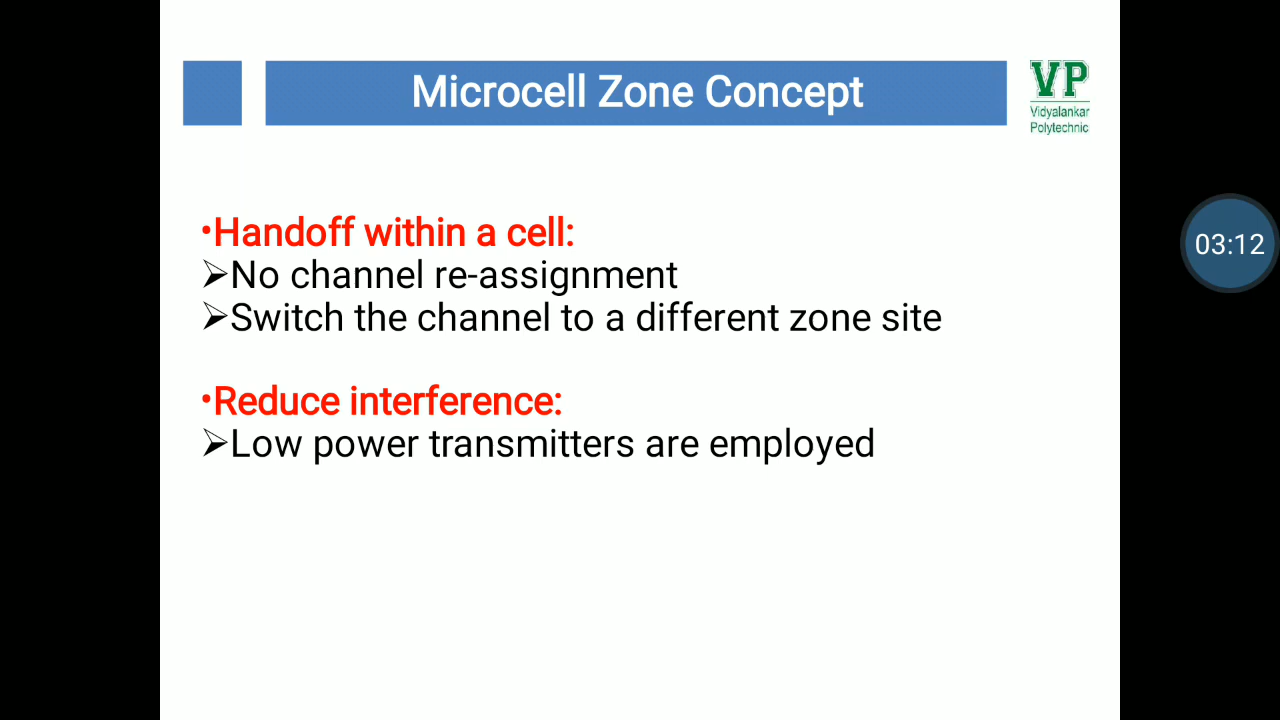 Microcell Zone Concept
VP
Vidyalankar
Polytechnic
•Handoff within a cell:
➢No channel re-assignment
➢Switch the channel to a different zone site
•Reduce interference:
➢Low power transmitters are employed
03:12